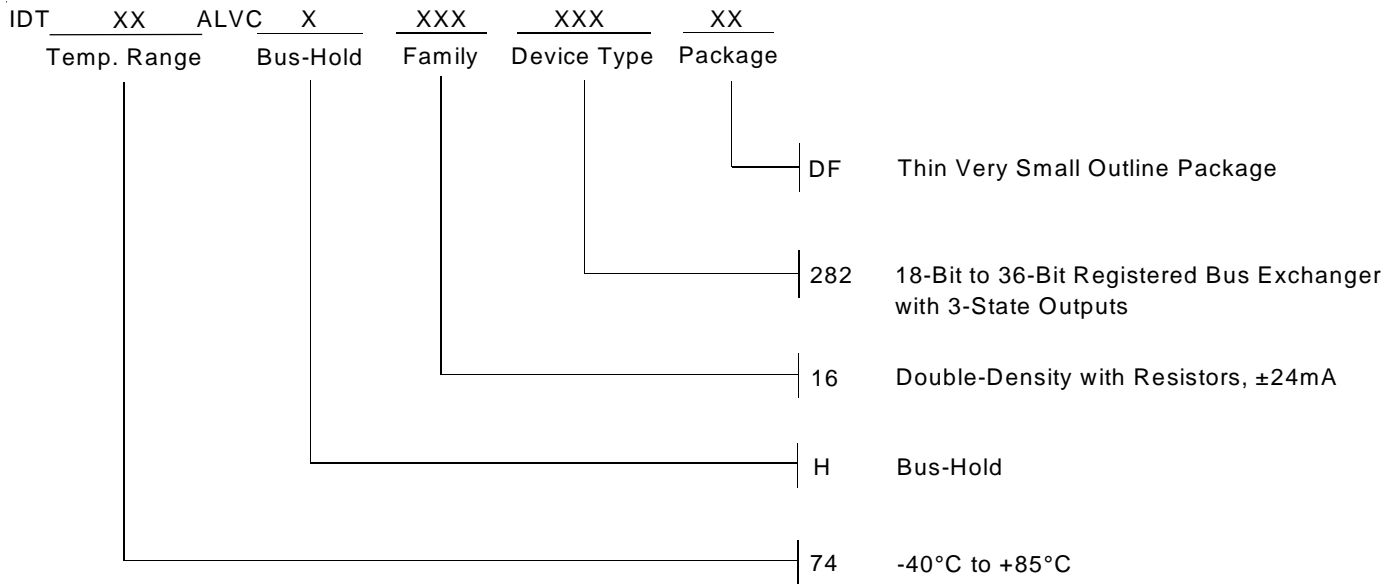 IDT XX ALVC X XXX XXX XX
Temp. Range Bus-Hold Family Device Type Package
DF Thin Very Small Outline Package
282 18-Bit to 36-Bit Registered Bus Exchanger
with 3-State Outputs
16 Double-Density with Resistors, ±24mA
H Bus-Hold
74 -40°C to +85°C